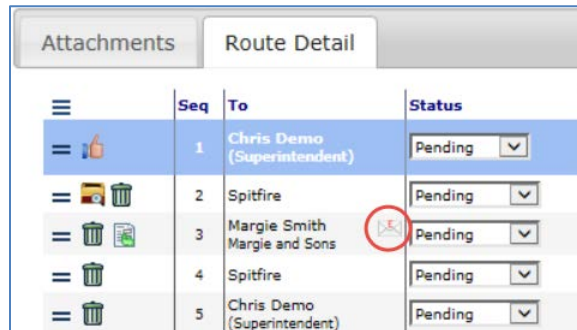 Attachments Route Detail
Seq To Status
1 Chris Demo (Superintendent) Pending
2 Spitfire Pending
3 Margie Smith Margie and Sons Pending
4 Spitfire Pending
5 Chris Demo (Superintendent) Pending